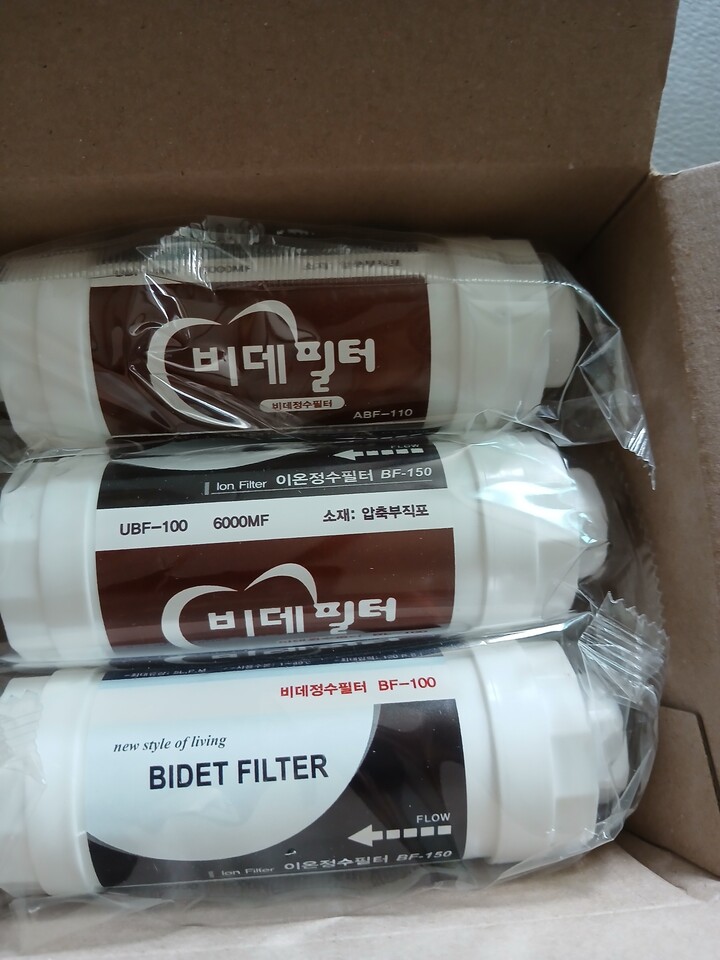 비데필터
비데정수필터
ABF-110
FLOW
Ion Filter 이온정수필터 BF-150
UBF-100 6000MF 소재: 압축부직포
비데필터
비데정수필터 BF-100
new style of living
BIDET FILTER
FLOW
Ion Filter 이온정수필터 BF-150